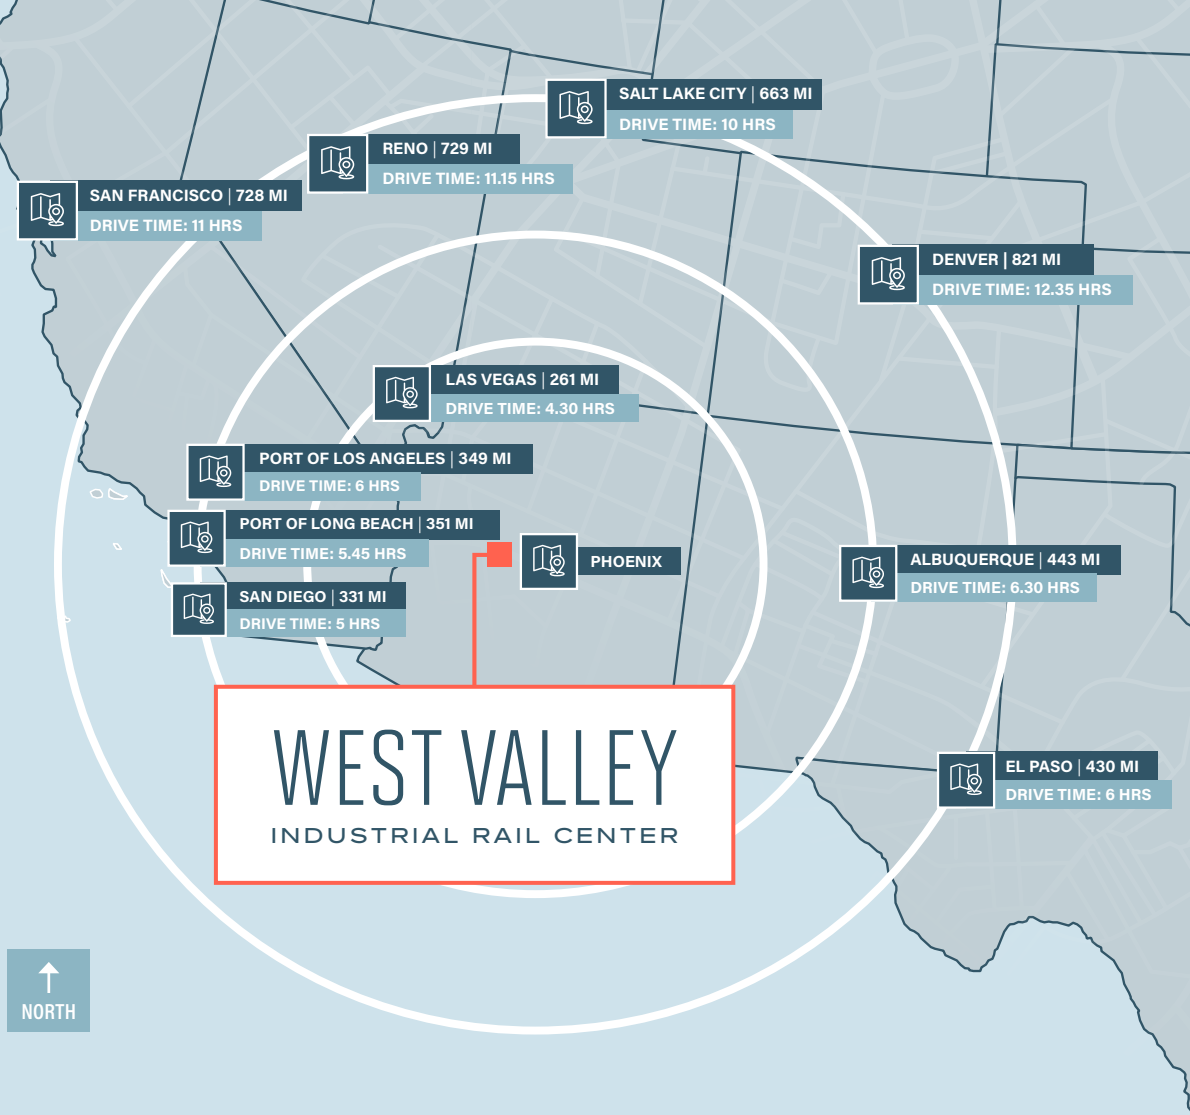 SALT LAKE CITY | 663 MI
DRIVE TIME: 10 HRS
RENO | 729 MI
DRIVE TIME: 11.15 HRS
SAN FRANCISCO | 728 MI
DRIVE TIME: 11 HRS
DENVER | 821 MI
DRIVE TIME: 12.35 HRS
LAS VEGAS | 261 MI
DRIVE TIME: 4.30 HRS
PORT OF LOS ANGELES | 349 MI
DRIVE TIME: 6 HRS
PORT OF LONG BEACH | 351 MI
DRIVE TIME: 5.45 HRS
PHOENIX
ALBUQUERQUE | 443 MI
DRIVE TIME: 6.30 HRS
SAN DIEGO | 331 MI
DRIVE TIME: 5 HRS
WEST VALLEY
INDUSTRIAL RAIL CENTER
EL PASO | 430 MI
DRIVE TIME: 6 HRS
NORTH